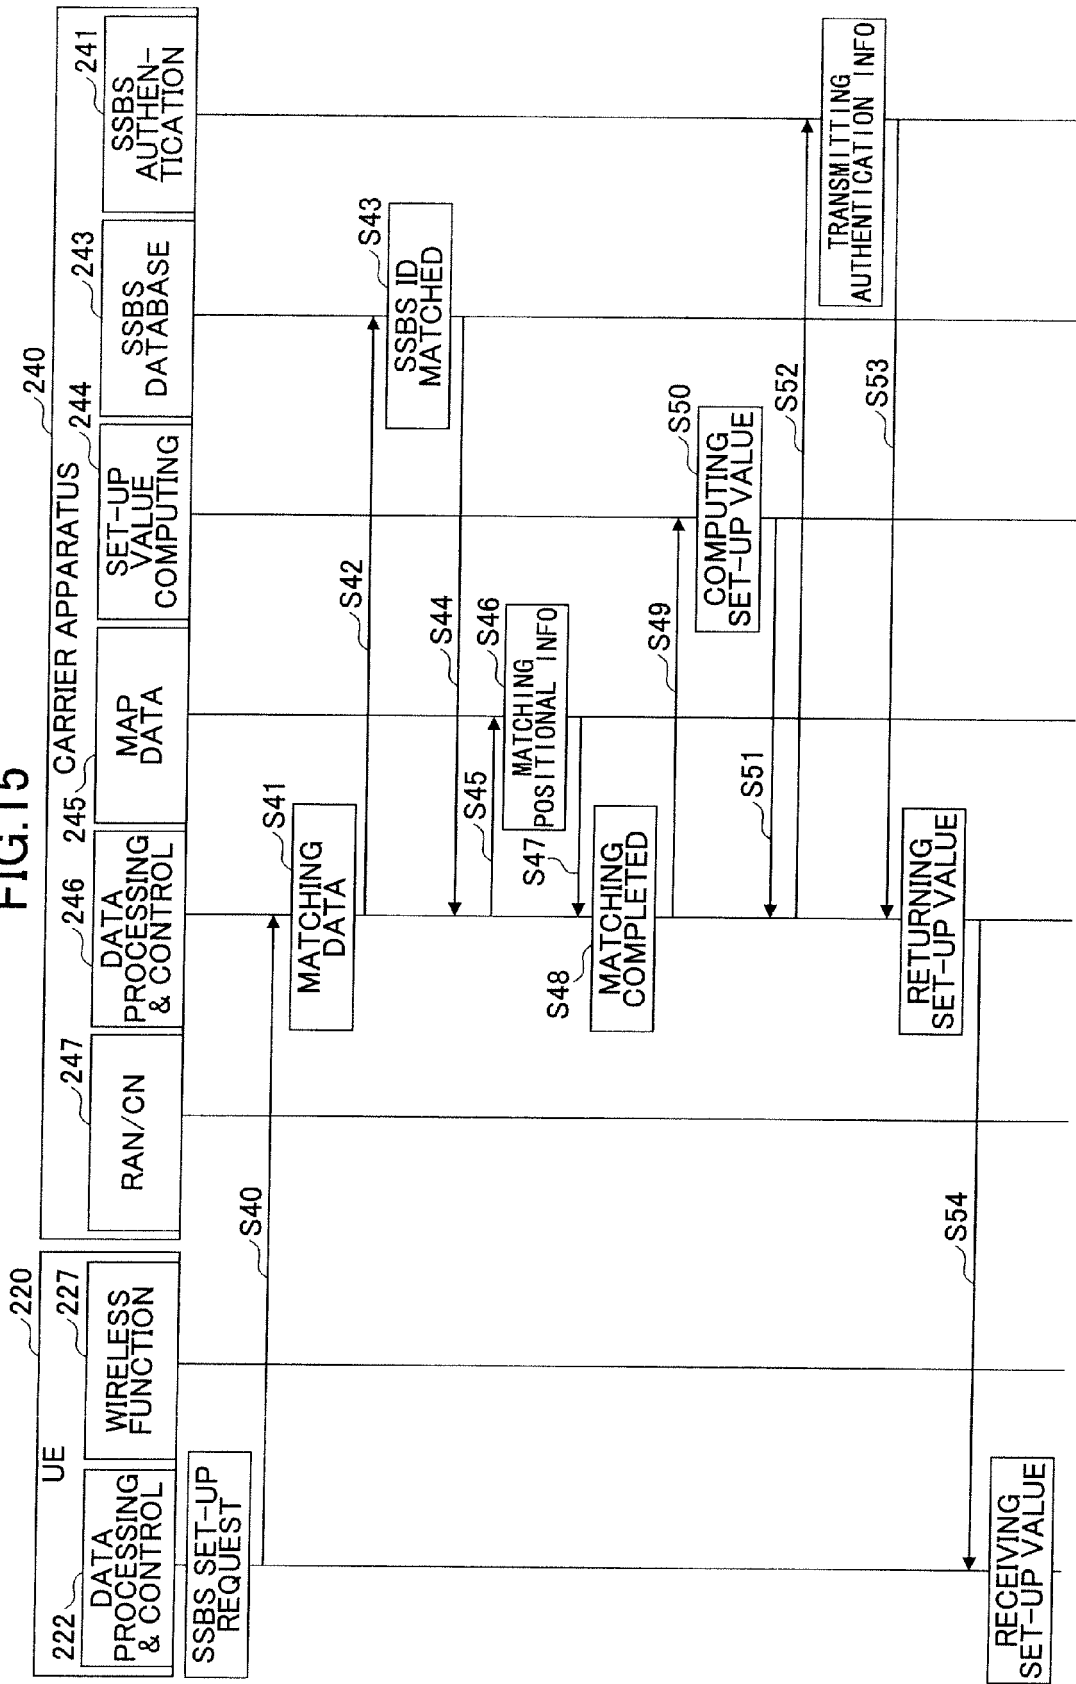 FIG.15
220
UE
222
DATA
PROCESSING
& CONTROL
227
WIRELESS
FUNCTION
240
CARRIER APPARATUS
247
RAN/CN
246
DATA
PROCESSING
& CONTROL
245
MAP
DATA
244
SET-UP
VALUE
COMPUTING
243
SSBS
DATABASE
241
SSBS
AUTHEN-
TICATION
SSBS SET-UP
REQUEST
S40
S41
MATCHING
DATA
S42
S43
SSBS ID
MATCHED
S44
S45
S46
MATCHING
POSITIONAL INFO
S47
S48
MATCHING
COMPLETED
S49
S50
COMPUTING
SET-UP VALUE
S51
S52
TRANSMITTING
AUTHENTICATION INFO
S53
RETURNING
SET-UP VALUE
S54
RECEIVING
SET-UP VALUE